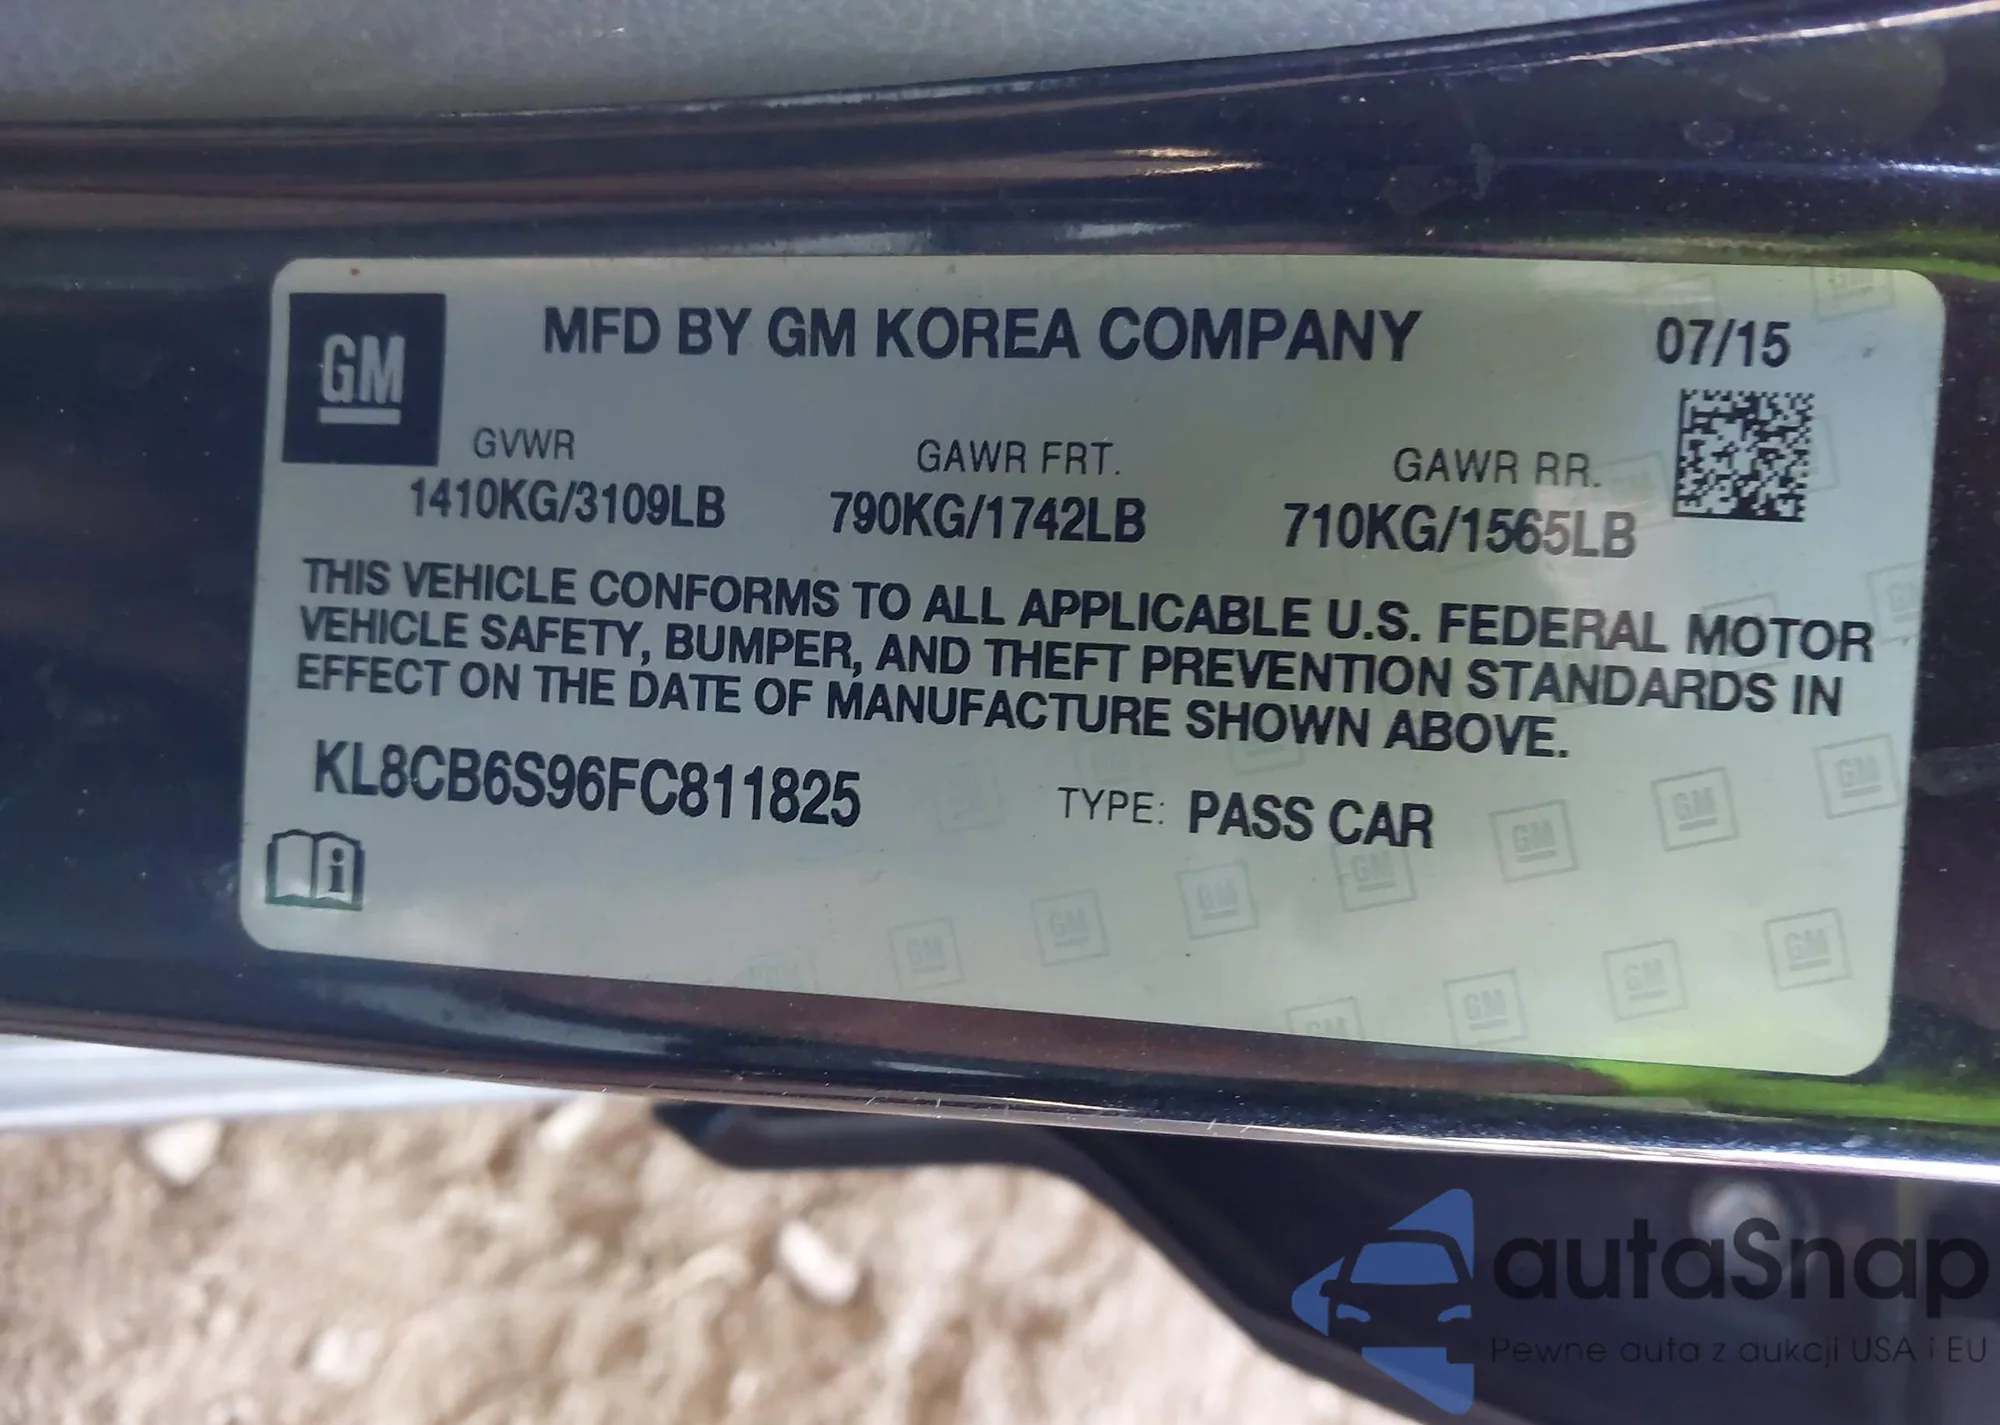 GM
MFD BY GM KOREA COMPANY
07/15
GVWR
GAWR FRT.
GAWR RR.
1410KG/3109LB
790KG/1742LB
710KG/1565LB
THIS VEHICLE CONFORMS TO ALL APPLICABLE U.S. FEDERAL MOTOR
VEHICLE SAFETY, BUMPER, AND THEFT PREVENTION STANDARDS IN
EFFECT ON THE DATE OF MANUFACTURE SHOWN ABOVE.
KL8CB6S96FC811825
TYPE: PASS CAR
i
autaSnap
Pewne auta z aukcji USA i EU